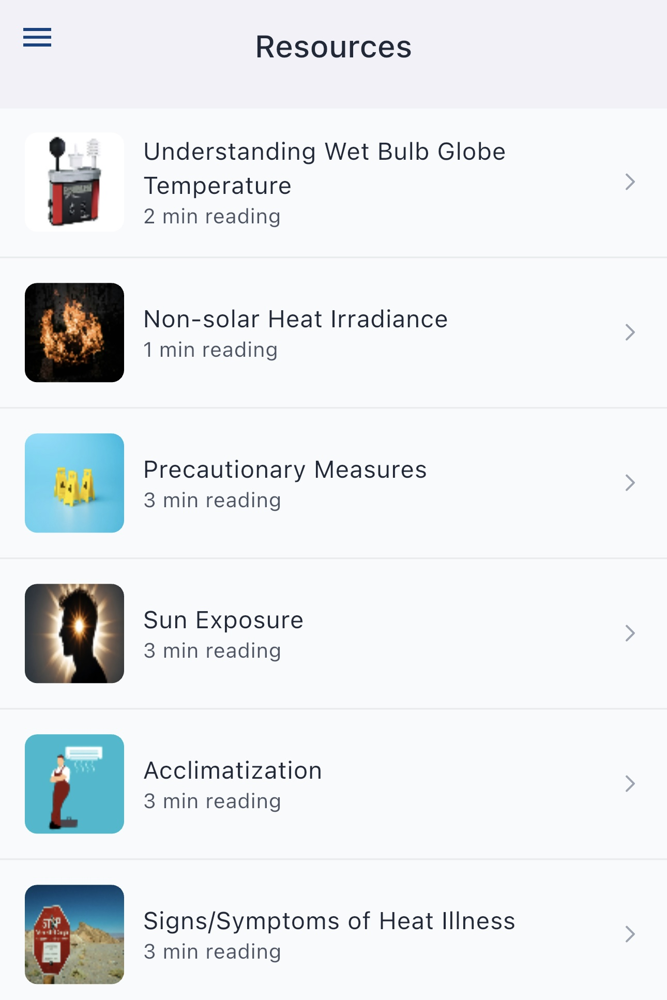 Resources
Understanding Wet Bulb Globe
Temperature
2 min reading
Non-solar Heat Irradiance
1 min reading
Precautionary Measures
3 min reading
Sun Exposure
3 min reading
Acclimatization
3 min reading
STOP
Signs/Symptoms of Heat Illness
3 min reading